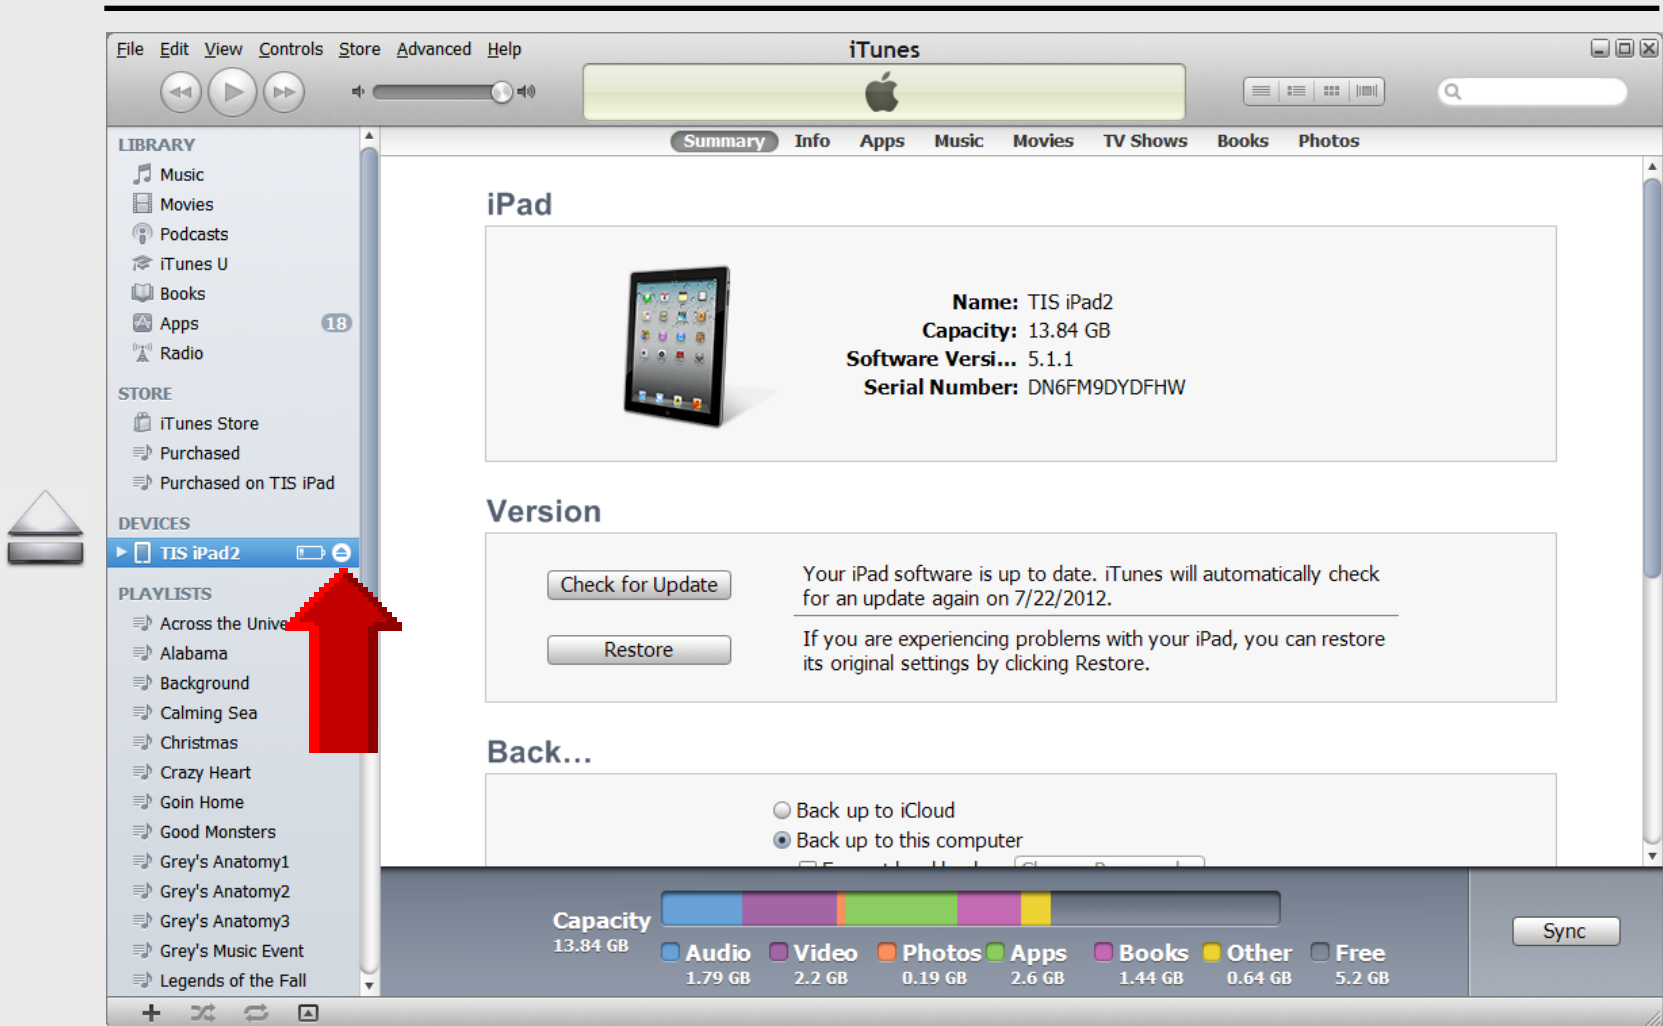 File Edit View Controls Store Advanced Help
iTunes
Summary Info Apps Music Movies TV Shows Books Photos
LIBRARY
Music
Movies
Podcasts
iTunes U
Books
Apps 18
Radio
STORE
iTunes Store
Purchased
Purchased on TIS iPad
DEVICES
TIS iPad2
PLAYLISTS
Across the Unive
Alabama
Background
Calming Sea
Christmas
Crazy Heart
Goin Home
Good Monsters
Grey's Anatomy1
Grey's Anatomy2
Grey's Anatomy3
Grey's Music Event
Legends of the Fall
iPad
Name: TIS iPad2
Capacity: 13.84 GB
Software Versi... 5.1.1
Serial Number: DN6FM9DYDFHW
Version
Check for Update
Your iPad software is up to date. iTunes will automatically check
for an update again on 7/22/2012.
Restore
If you are experiencing problems with your iPad, you can restore
its original settings by clicking Restore.
Back...
Back up to iCloud
Back up to this computer
Capacity
13.84 GB
Audio Video Photos Apps Books Other Free
1.79 GB 2.2 GB 0.19 GB 2.6 GB 1.44 GB 0.64 GB 5.2 GB
Sync